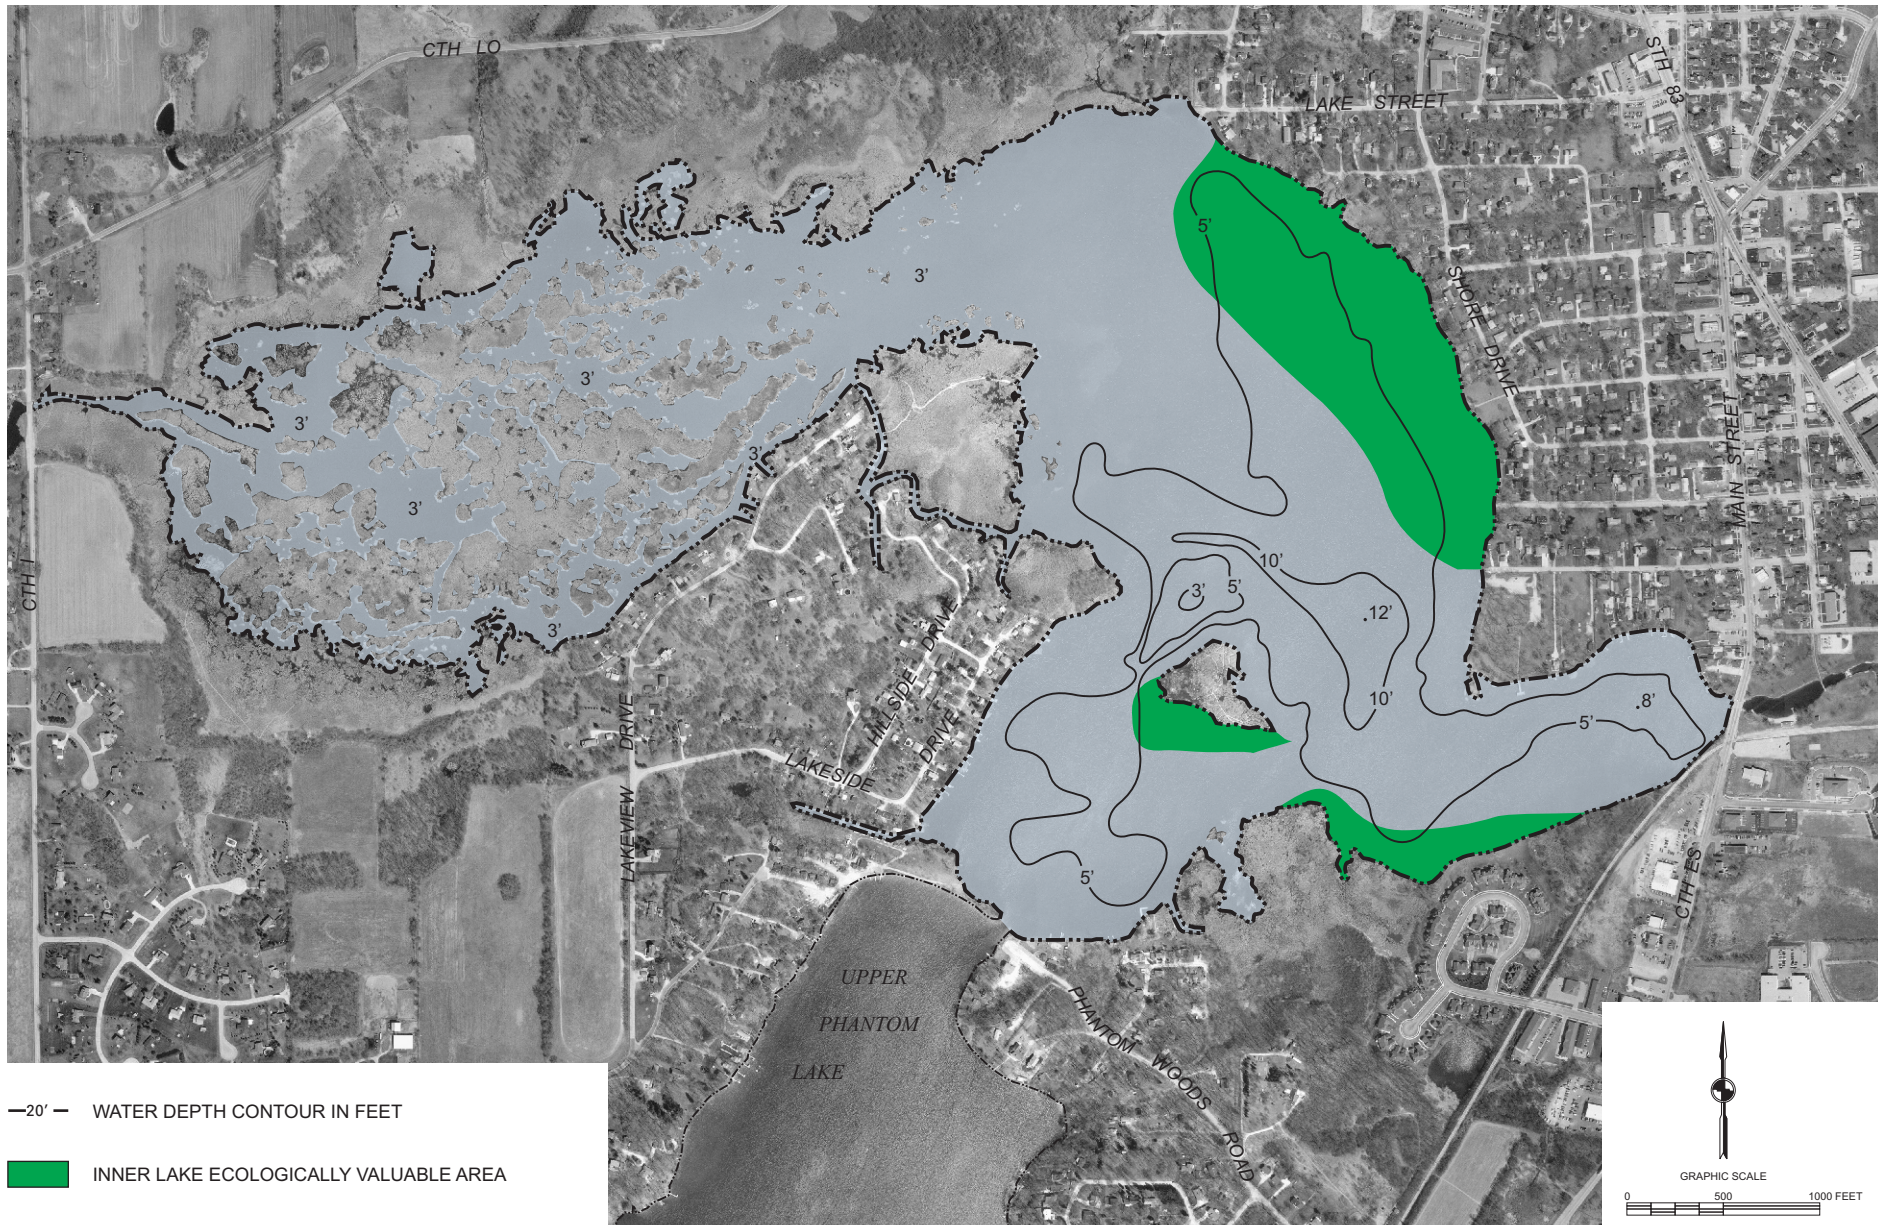 CTH LO
STH 83
LAKE STREET
5'
3'
SHORE DRIVE
3'
3'
MAIN STREET
3'
3'
CTH I
10'
5'
3'
12'
3'
HILLSIDE DRIVE
10'
8'
5'
LAKEVIEW DRIVE
LAKESIDE DRIVE
5'
CTH ES
UPPER
PHANTOM
LAKE
PHANTOM WOODS ROAD
20' WATER DEPTH CONTOUR IN FEET
INNER LAKE ECOLOGICALLY VALUABLE AREA
GRAPHIC SCALE
0 500 1000 FEET